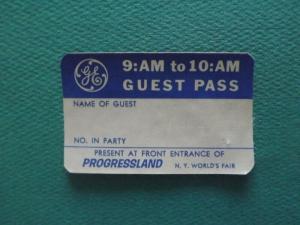 GE
9:AM to 10:AM
GUEST PASS
NAME OF GUEST
NO. IN PARTY
PRESENT AT FRONT ENTRANCE OF
PROGRESSLAND N. Y. WORLD'S FAIR